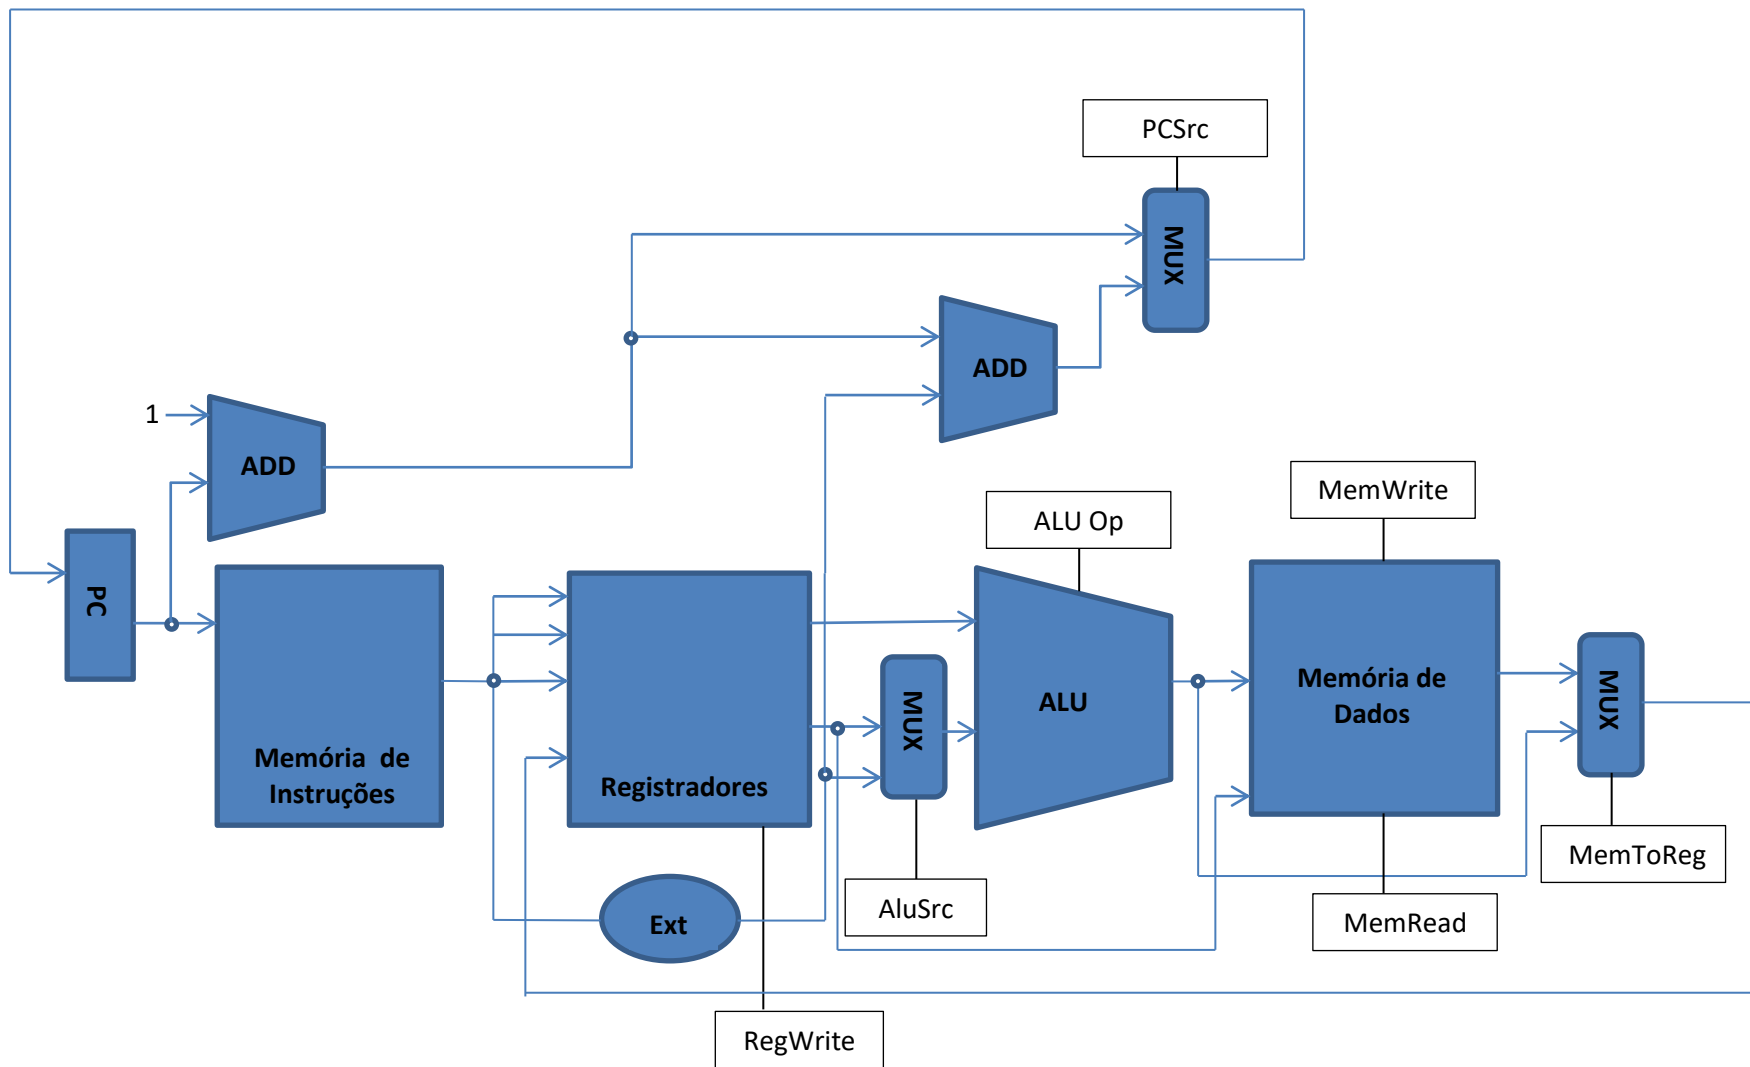 PCSrc
MUX
ADD
1
ADD
MemWrite
ALU Op
PC
MUX
ALU
Memória de
Dados
MUX
Memória  de
Instruções
Registradores
MemToReg
AluSrc
Ext
MemRead
RegWrite